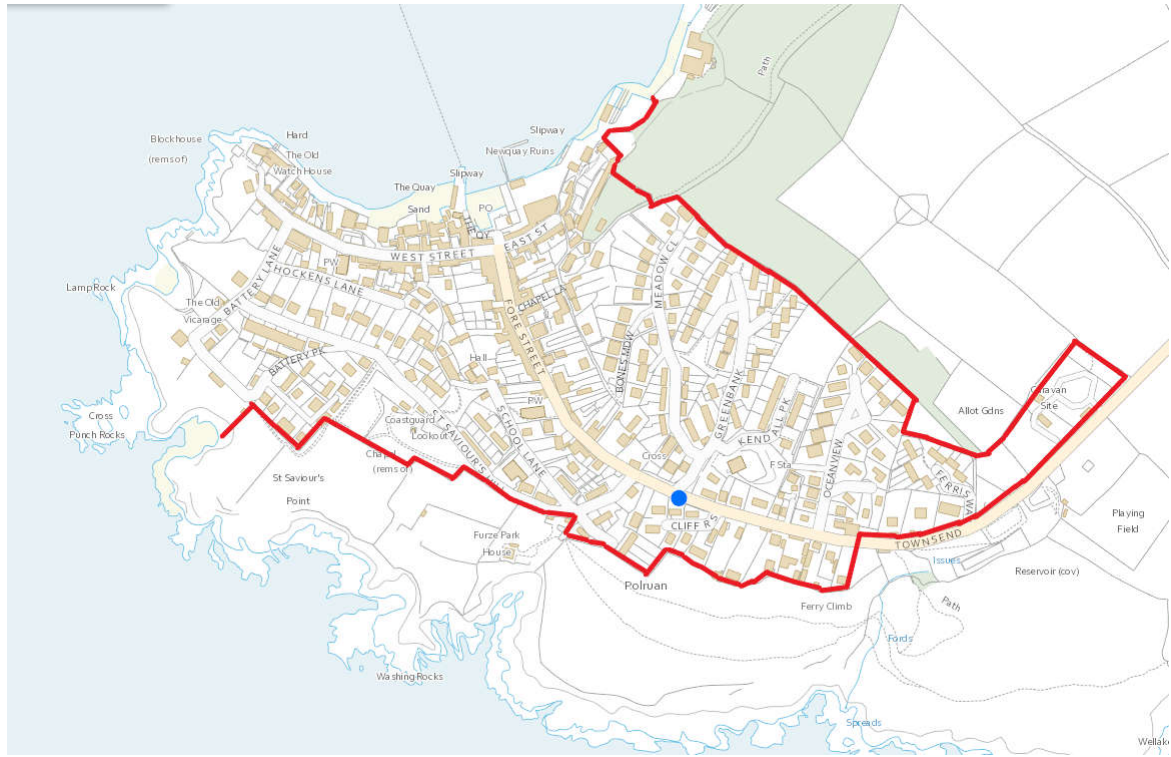 Path
Slipway
Hard
Blockhouse
(rems of)
The Old
Watch House
Newquay Ruins
Slipway
The Quay
Sand
PO
THE QY
EAST ST
WEST STREET
PW
BATTERY LANE
HOCKENS LANE
MEADOW CL
Lamp Rock
The Old
Vicarage
CHAPEL LA
FORE STREET
BATTERY PK
Hall
BONES MDW
GREENBANK
PW
Cross
Punch Rocks
Coastguard
Lookout
ST SAVIOUR'S HILL
SCHOOL LANE
KENDALL PK
Allot Gdns
Caravan
Site
Cross
F Sta
OCEANVIEW
Chapel
(rems of)
St Saviour's
Point
FERRIS WA
CLIFF RS
Playing
Field
Furze Park
House
TOWNSEND
Issues
Reservoir (cov)
Polruan
Ferry Climb
Path
Fords
Washing Rocks
Spreads
Wellake